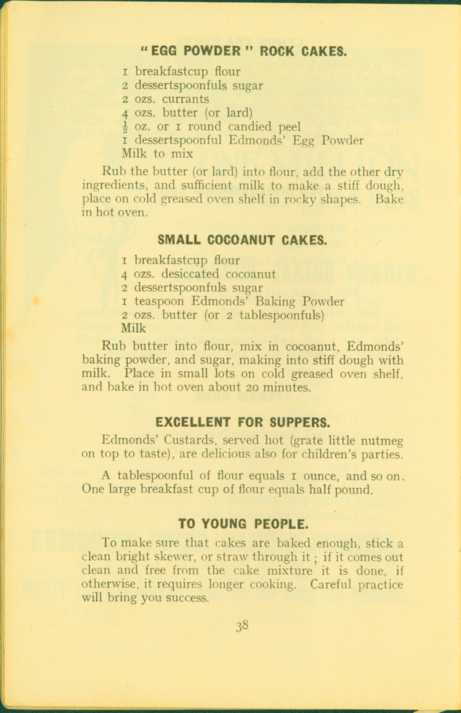 “ EGG POWDER ” ROCK CAKES.
1 breakfastcup flour
2 dessertspoonfuls sugar
2 ozs. currants
4 ozs. butter (or lard)
½ oz. or 1 round candied peel
1 dessertspoonful Edmonds' Egg Powder
Milk to mix
Rub the butter (or lard) into flour, add the other dry
ingredients, and sufficient milk to make a stiff dough,
place on cold greased oven shelf in rocky shapes. Bake
in hot oven.
SMALL COCOANUT CAKES.
1 breakfastcup flour
4 ozs. desiccated cocoanut
2 dessertspoonfuls sugar
1 teaspoon Edmonds' Baking Powder
2 ozs. butter (or 2 tablespoonfuls)
Milk
Rub butter into flour, mix in cocoanut, Edmonds'
baking powder, and sugar, making into stiff dough with
milk. Place in small lots on cold greased oven shelf,
and bake in hot oven about 20 minutes.
EXCELLENT FOR SUPPERS.
Edmonds' Custards, served hot (grate little nutmeg
on top to taste), are delicious also for children's parties.
A tablespoonful of flour equals 1 ounce, and so on.
One large breakfast cup of flour equals half pound.
TO YOUNG PEOPLE.
To make sure that cakes are baked enough, stick a
clean bright skewer, or straw through it ; if it comes out
clean and free from the cake mixture it is done, if
otherwise, it requires longer cooking. Careful practice
will bring you success.
38